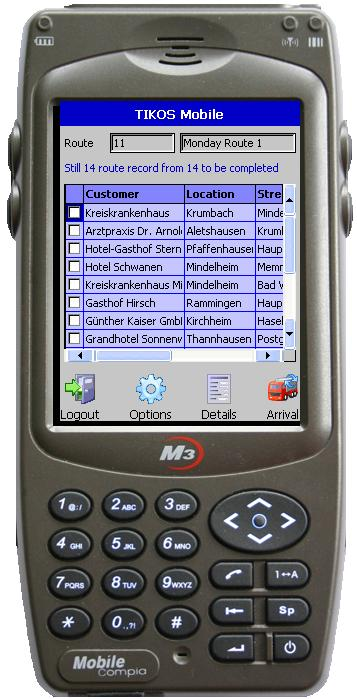 TIKOS Mobile
Route 11 Monday Route 1
Still 14 route record from 14 to be completed
Customer Location Stre
Kreiskrankenhaus Krumbach Minde
Arztpraxis Dr. Arnol Aletshausen Kruml
Hotel-Gasthof Stern Pfaffenhauser Haup
Hotel Schwanen Mindelheim Memr
Kreiskrankenhaus Mi Mindelheim Bad V
Gasthof Hirsch Rammingen Haup
Günther Kaiser Gmbl Kirchheim Hasel
Grandhotel Sonnenw Thannhausen Postg
Logout Options Details Arrival
M3
1 @:/ 2 ABC 3 DEF
4 GHI 5 JKL 6 MNO
7 PQRS 8 TUV 9 WXYZ 1↔A
* 0 .,?! # Sp
Mobile
Compia